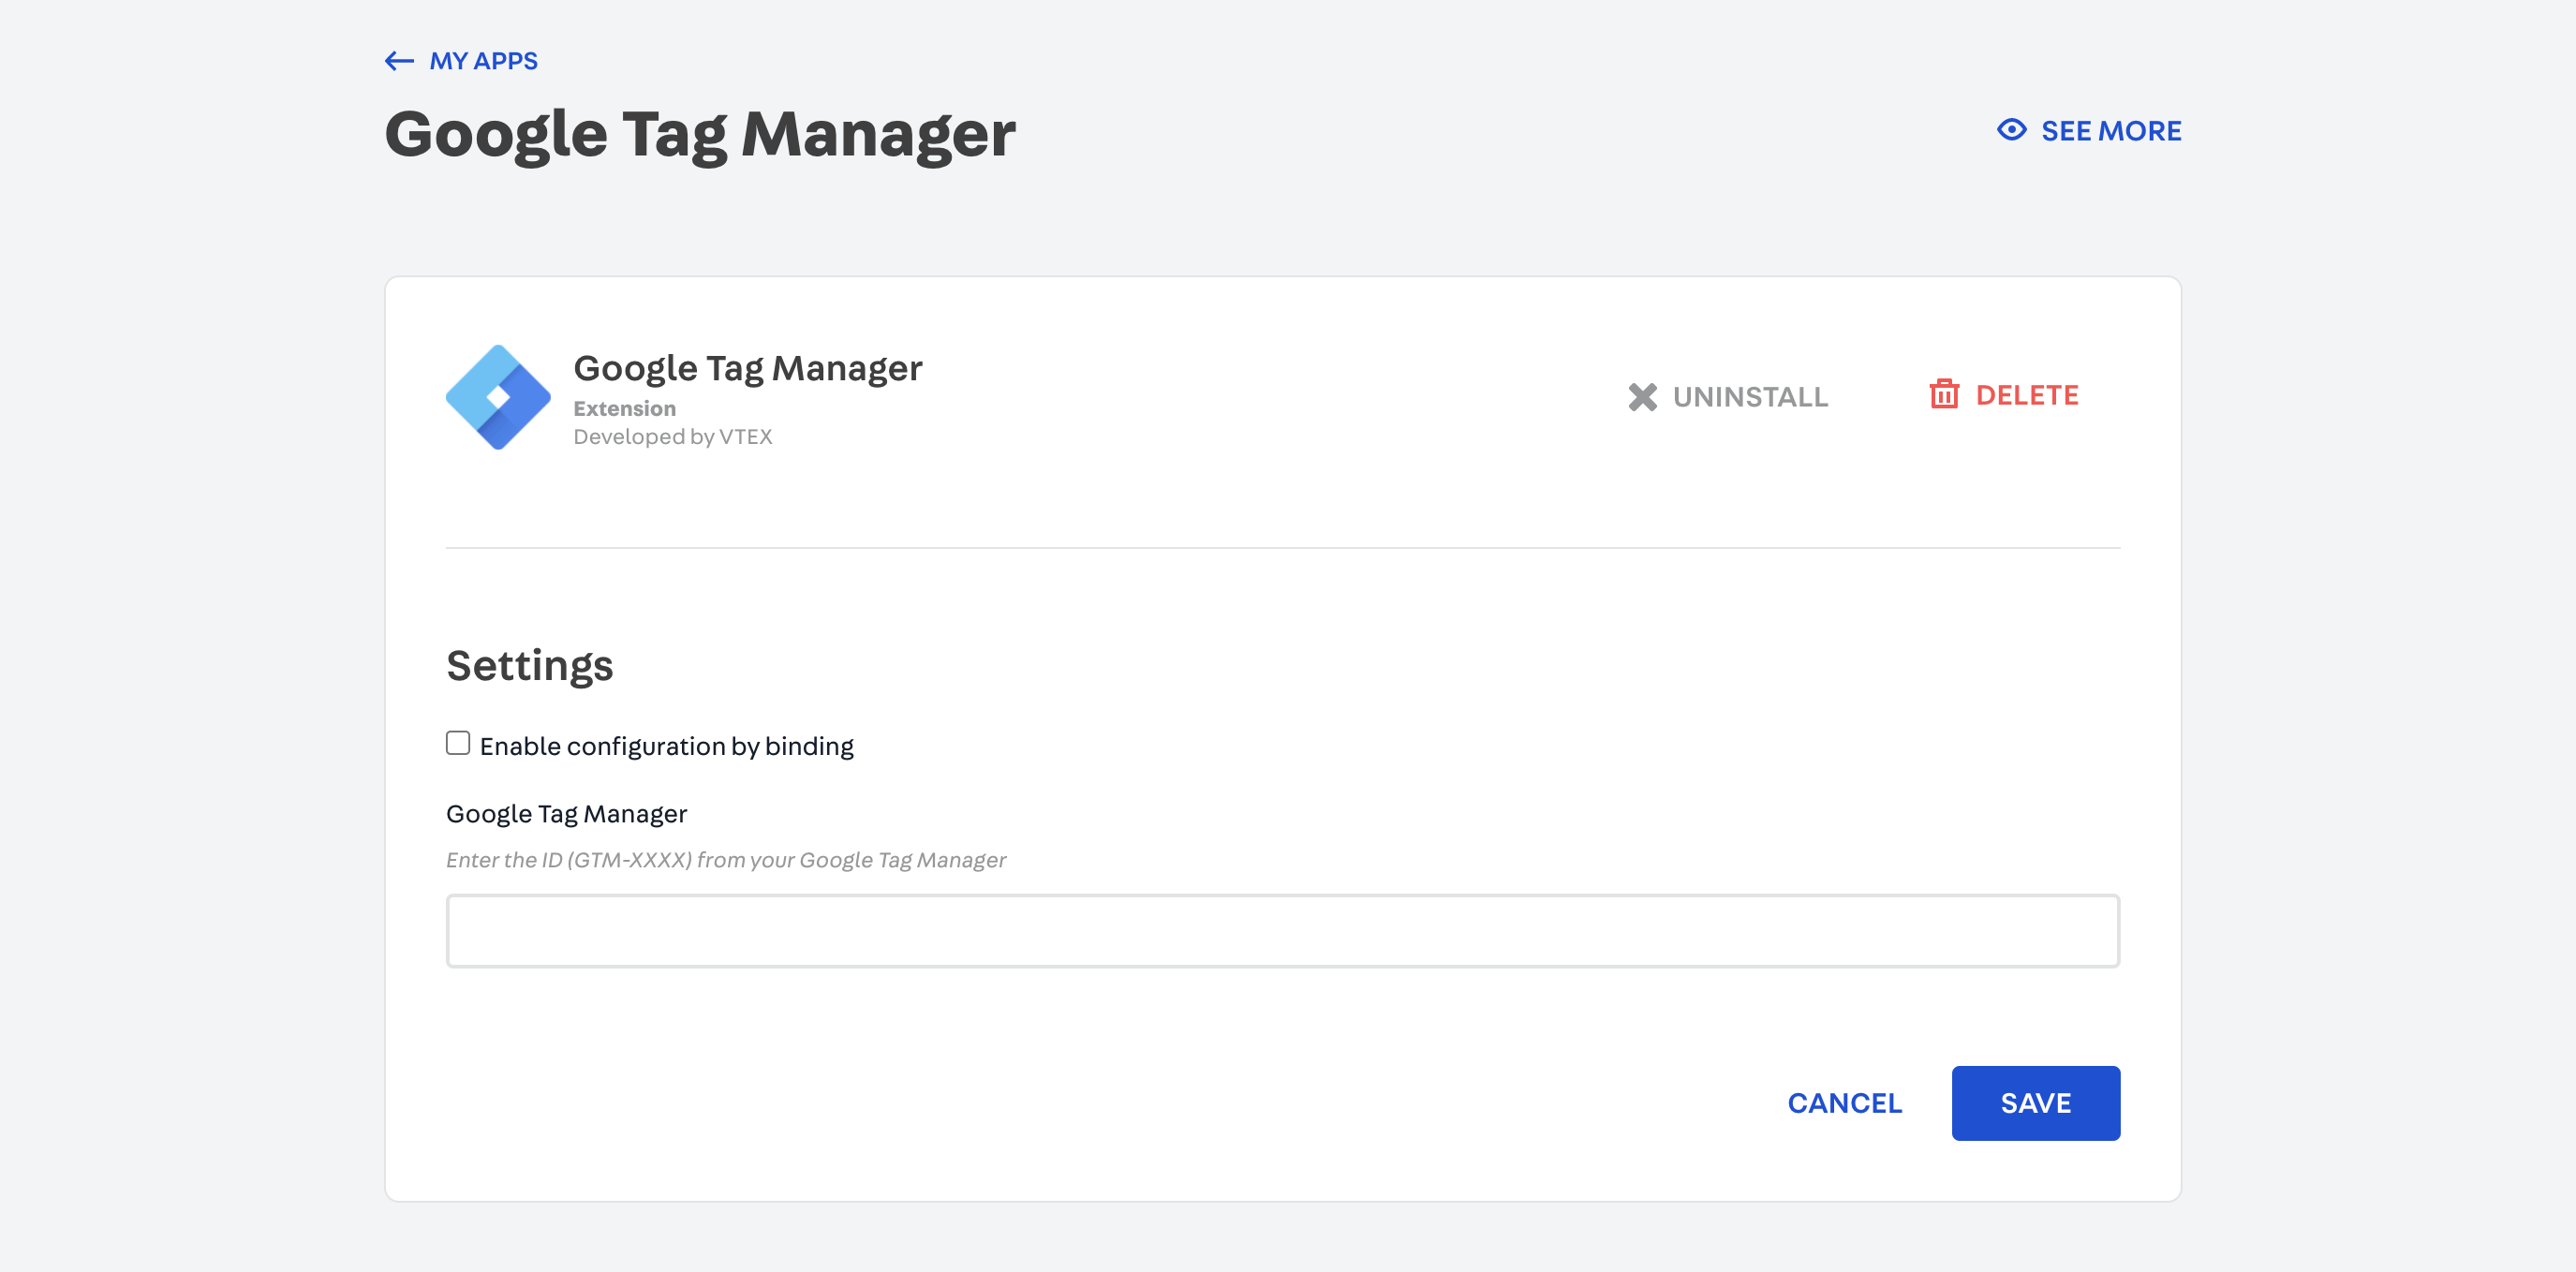 MY APPS
Google Tag Manager
SEE MORE
Google Tag Manager
Extension
Developed by VTEX
UNINSTALL
DELETE
Settings
Enable configuration by binding
Google Tag Manager
Enter the ID (GTM-XXXX) from your Google Tag Manager
CANCEL
SAVE